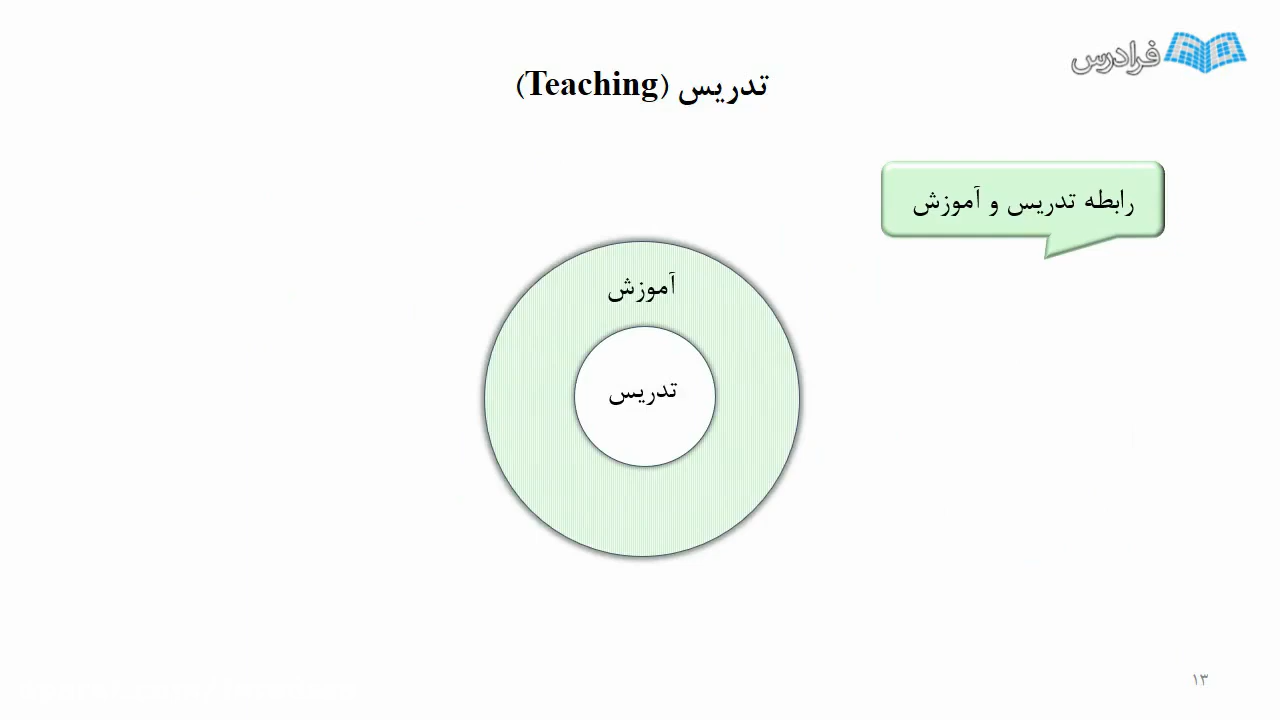 فرادرس
تدریس (Teaching)
رابطه تدریس و آموزش
آموزش
تدریس
۱۳